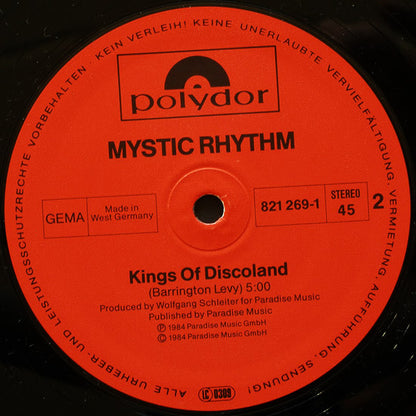 ALLE URHEBER- UND LEISTUNGSSCHUTZRECHTE VORBEHALTEN · KEIN VERLEIH! KEINE UNERLAUBTE VERVIELFÄLTIGUNG, VERMIETUNG, AUFFÜHRUNG, SENDUNG!
polydor
MYSTIC RHYTHM
GEMA
Made in
West Germany
821 269-1
STEREO
45
2
Kings Of Discoland
(Barrington Levy) 5:00
Produced by Wolfgang Schleiter for Paradise Music
Published by Paradise Music
Ⓟ 1984 Paradise Music GmbH
© 1984 Paradise Music GmbH
LC 0309